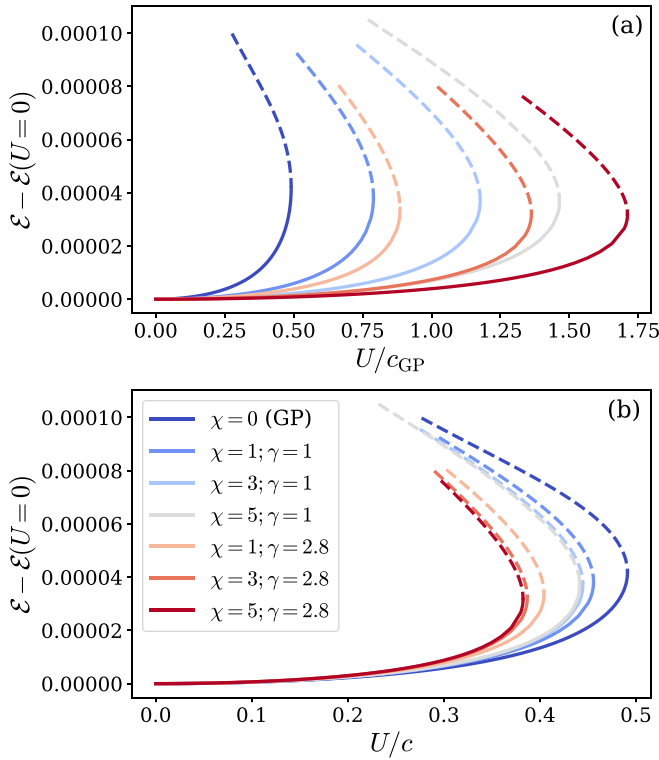 (a)
ℰ − ℰ(U = 0)
0.00010
0.00008
0.00006
0.00004
0.00002
0.00000
0.00 0.25 0.50 0.75 1.00 1.25 1.50 1.75
U/c_GP
(b)
ℰ − ℰ(U = 0)
0.00010
0.00008
0.00006
0.00004
0.00002
0.00000
χ = 0 (GP)
χ = 1; γ = 1
χ = 3; γ = 1
χ = 5; γ = 1
χ = 1; γ = 2.8
χ = 3; γ = 2.8
χ = 5; γ = 2.8
0.0 0.1 0.2 0.3 0.4 0.5
U/c